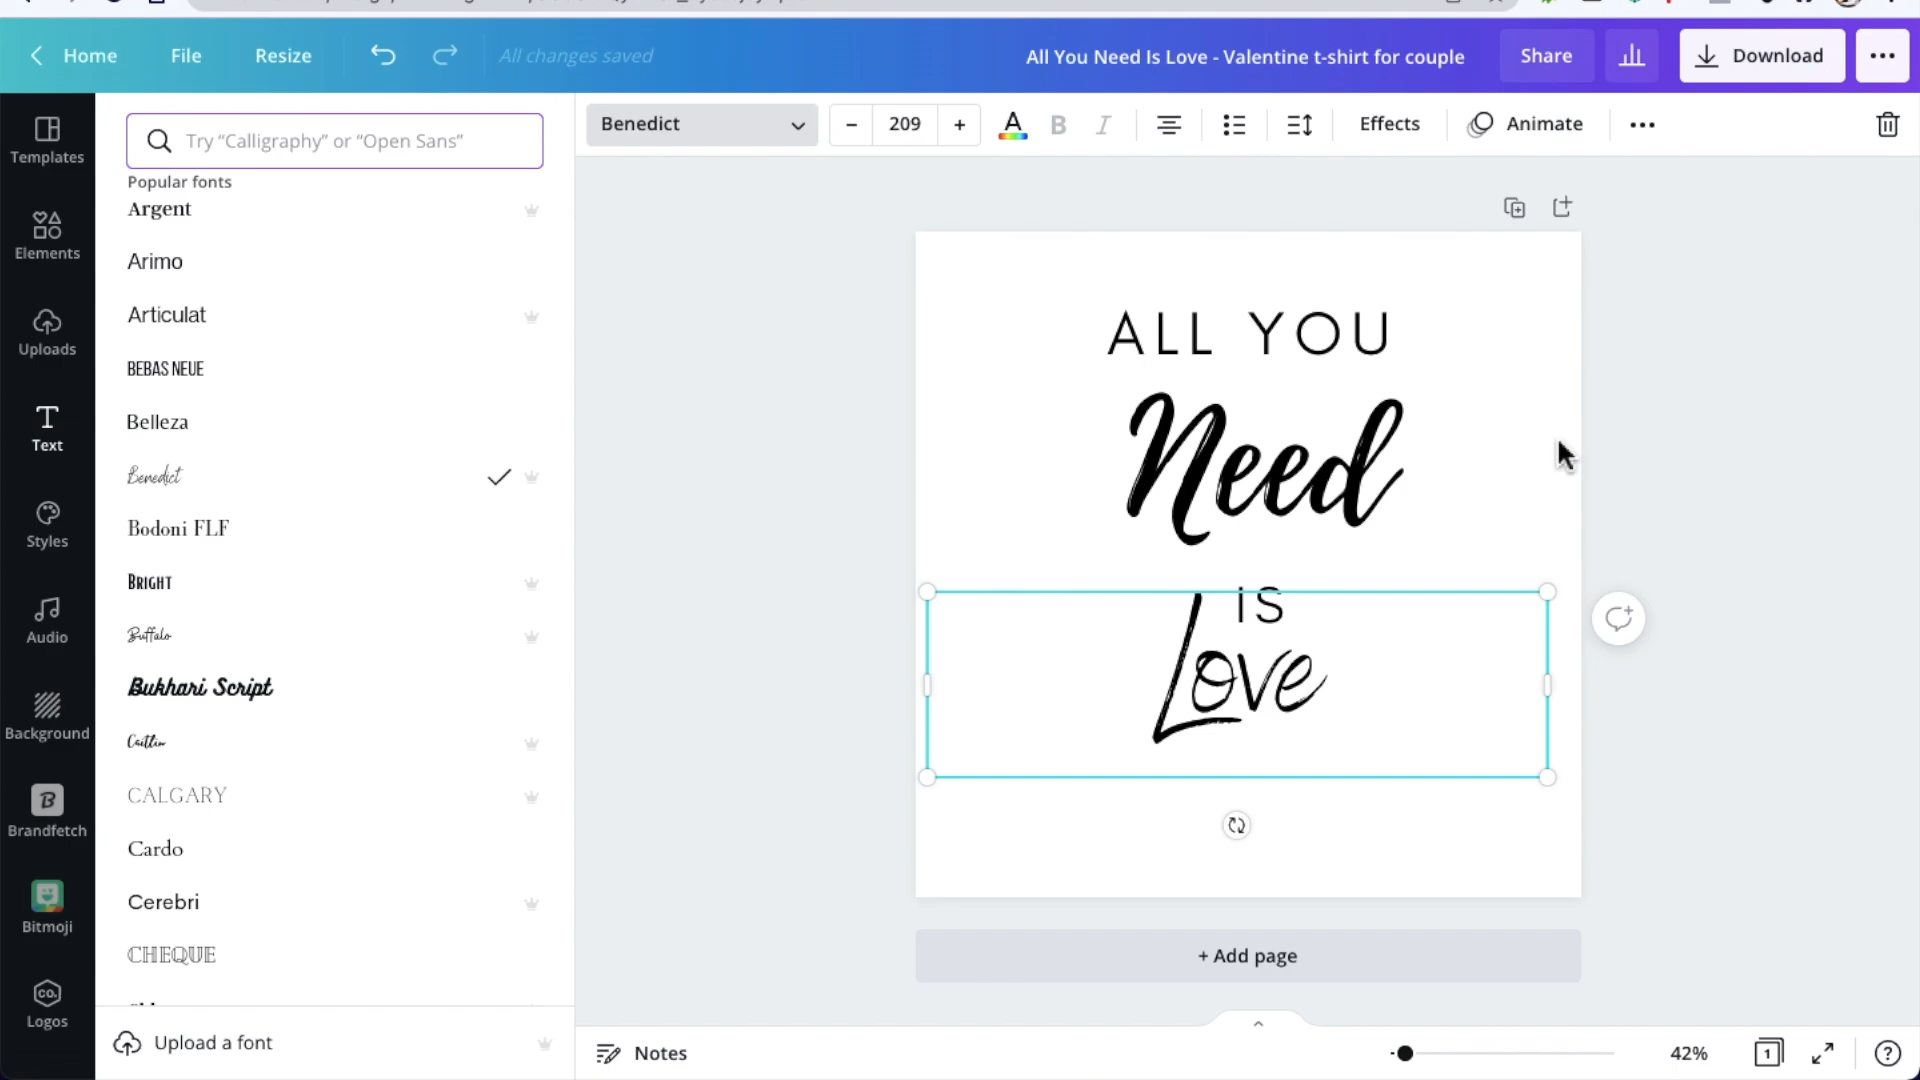 Home
File
Resize
All changes saved
All You Need Is Love - Valentine t-shirt for couple
Share
Download
Templates
Elements
Uploads
Text
Styles
Audio
Background
Brandfetch
Bitmoji
CO.
Logos
Try “Calligraphy” or “Open Sans”
Popular fonts
Argent
Arimo
Articulat
BEBAS NEUE
Belleza
Benedict
Bodoni FLF
BRIGHT
Buffalo
Bukhari Script
Caitlin
CALGARY
Cardo
Cerebri
CHEQUE
Upload a font
Benedict
209
A
B
I
Effects
Animate
ALL YOU
Need
IS
Love
+ Add page
Notes
42%
1